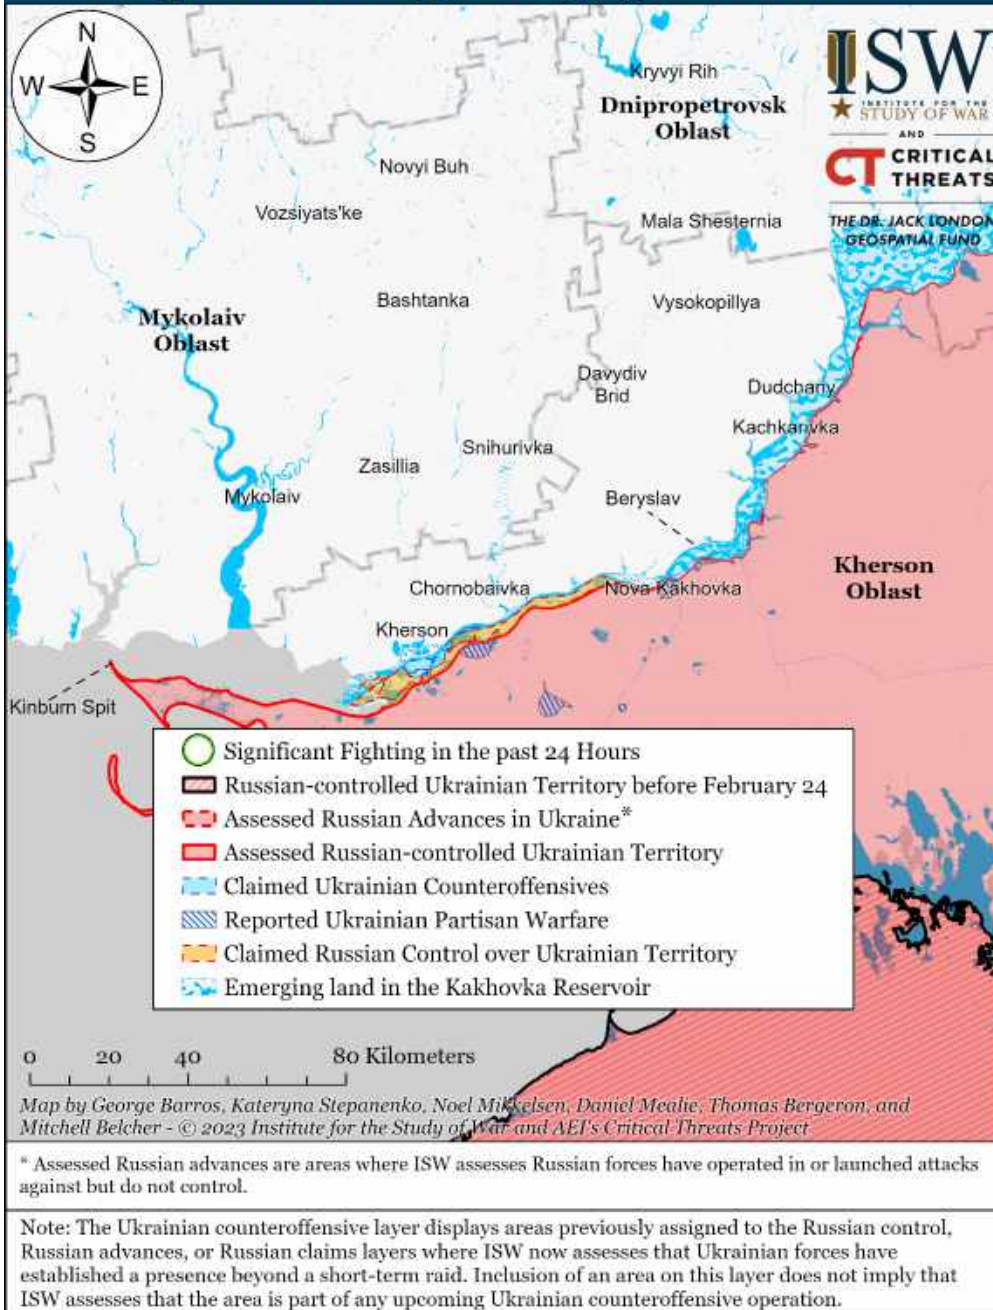 N
W
E
S
ISW
INSTITUTE FOR THE
STUDY OF WAR
AND
CT CRITICAL
THREATS
THE DR. JACK LONDON
GEOSPATIAL FUND
Kryvyi Rih
Dnipropetrovsk
Oblast
Novyi Buh
Vozsiyats'ke
Mala Shesternia
Bashtanka
Vysokopillya
Mykolaiv
Oblast
Davydiv
Brid
Dudchany
Kachkarivka
Snihurivka
Zasillia
Mykolaiv
Beryslav
Kherson
Oblast
Chornobaivka
Nova Kakhovka
Kherson
Kinburn Spit
Significant Fighting in the past 24 Hours
Russian-controlled Ukrainian Territory before February 24
Assessed Russian Advances in Ukraine*
Assessed Russian-controlled Ukrainian Territory
Claimed Ukrainian Counteroffensives
Reported Ukrainian Partisan Warfare
Claimed Russian Control over Ukrainian Territory
Emerging land in the Kakhovka Reservoir
0 20 40 80 Kilometers
Map by George Barros, Kateryna Stepanenko, Noel Mikkelsen, Daniel Mealie, Thomas Bergeron, and
Mitchell Belcher - © 2023 Institute for the Study of War and AEI's Critical Threats Project
* Assessed Russian advances are areas where ISW assesses Russian forces have operated in or launched attacks
against but do not control.
Note: The Ukrainian counteroffensive layer displays areas previously assigned to the Russian control,
Russian advances, or Russian claims layers where ISW now assesses that Ukrainian forces have
established a presence beyond a short-term raid. Inclusion of an area on this layer does not imply that
ISW assesses that the area is part of any upcoming Ukrainian counteroffensive operation.